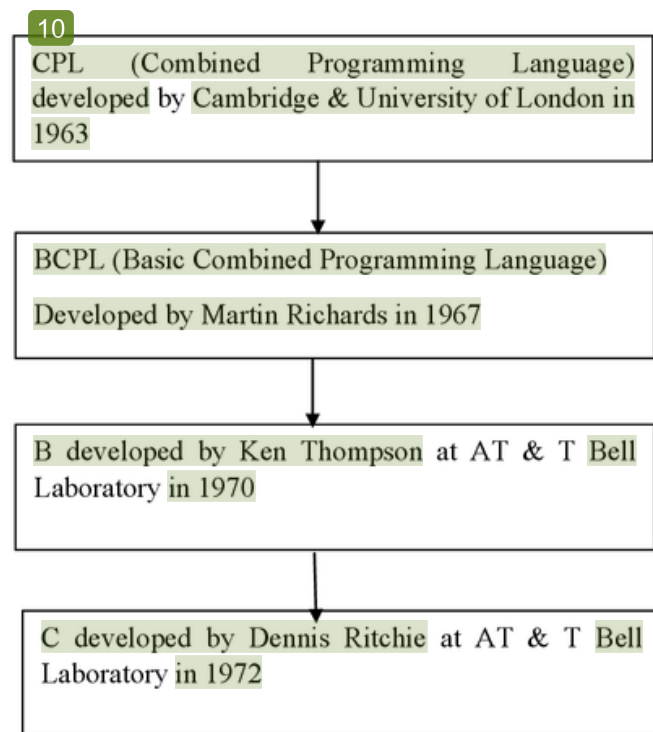 10
CPL (Combined Programming Language)
developed by Cambridge & University of London in
1963
BCPL (Basic Combined Programming Language)
Developed by Martin Richards in 1967
B developed by Ken Thompson at AT & T Bell
Laboratory in 1970
C developed by Dennis Ritchie at AT & T Bell
Laboratory in 1972